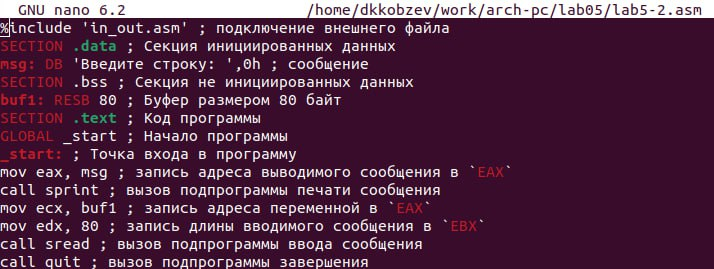 GNU nano 6.2 /home/dkkobzev/work/arch-pc/lab05/lab5-2.asm
%include 'in_out.asm' ; подключение внешнего файла
SECTION .data ; Секция инициированных данных
msg: DB 'Введите строку: ',0h ; сообщение
SECTION .bss ; Секция не инициированных данных
buf1: RESB 80 ; Буфер размером 80 байт
SECTION .text ; Код программы
GLOBAL _start ; Начало программы
_start: ; Точка входа в программу
mov eax, msg ; запись адреса выводимого сообщения в `EAX`
call sprint ; вызов подпрограммы печати сообщения
mov ecx, buf1 ; запись адреса переменной в `EAX`
mov edx, 80 ; запись длины вводимого сообщения в `EBX`
call sread ; вызов подпрограммы ввода сообщения
call quit ; вызов подпрограммы завершения